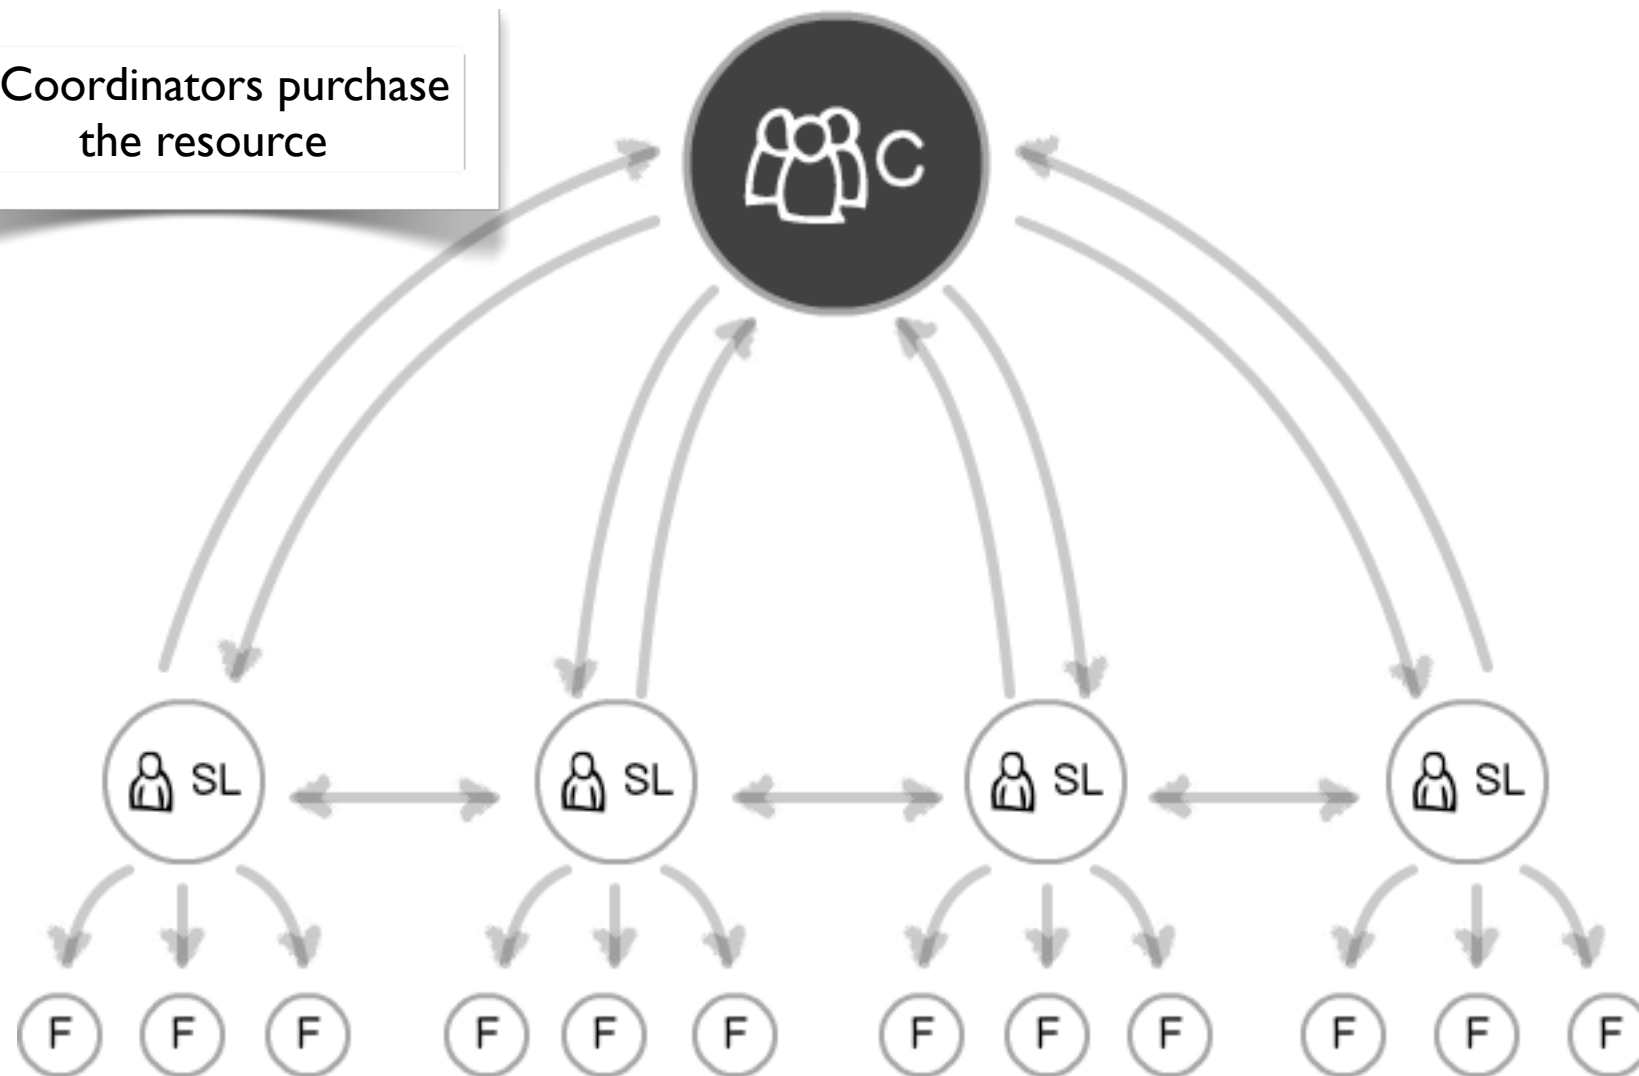 Coordinators purchase
the resource
C
SL SL SL SL
F F F F F F F F F F F F